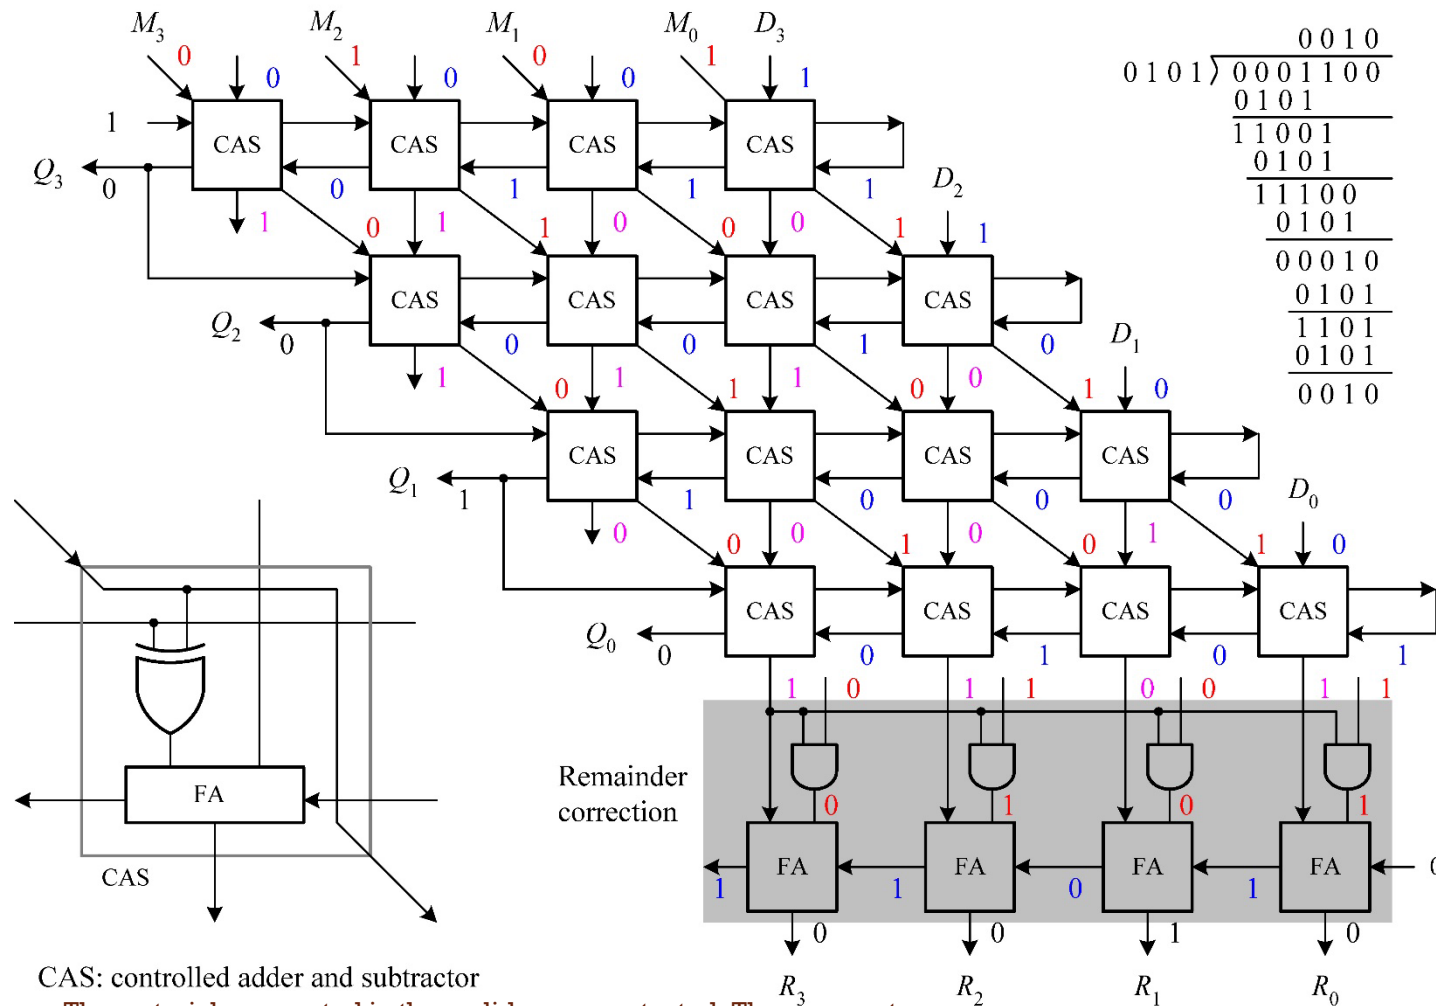 M3 0 M2 1 M1 0 M0 1 D3
0 0 0 1
1 CAS CAS CAS CAS
Q3 0 0 1 1 1 D2
1 0 1 1 0 0 0 1 1
CAS CAS CAS CAS
Q2 0 0 0 1 0 D1
1 0 1 1 1 0 0 1 0
CAS CAS CAS CAS
Q1 1 1 0 0 0 D0
0 0 0 1 0 0 1 1 0
CAS CAS CAS CAS
Q0 0 0 1 0 1
1 0 1 1 0 0 1 1
Remainder
correction
0 1 0 1
FA FA FA FA
1 1 0 1
0 0 1 0
R3 R2 R1 R0
0 0 1 0
0 1 0 1 0 0 0 1 1 0 0
0 1 0 1
1 1 0 0 1
0 1 0 1
1 1 1 0 0
0 1 0 1
0 0 0 1 0
0 1 0 1
1 1 0 1
0 1 0 1
0 0 1 0
FA
CAS
CAS: controlled adder and subtractor